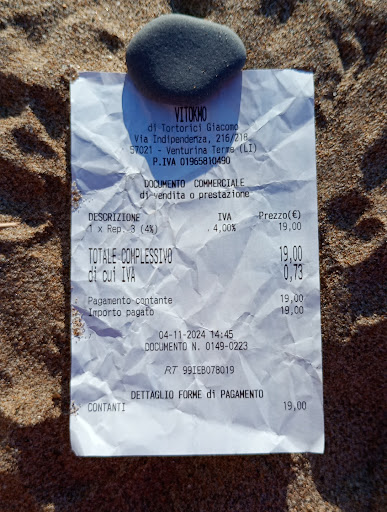 VITOKMO
di Tortorici Giacomo
Via Indipendenza, 216/218
57021 - Venturina Terme (LI)
P.IVA 01965810490
DOCUMENTO COMMERCIALE
di vendita o prestazione
DESCRIZIONE IVA Prezzo(€)
1 x Rep. 3 (4%) 4,00% 19,00
TOTALE COMPLESSIVO 19,00
di cui IVA 0,73
Pagamento contante 19,00
Importo pagato 19,00
04-11-2024 14:45
DOCUMENTO N. 0149-0223
RT 99IEB078019
DETTAGLIO FORME di PAGAMENTO
CONTANTI 19,00